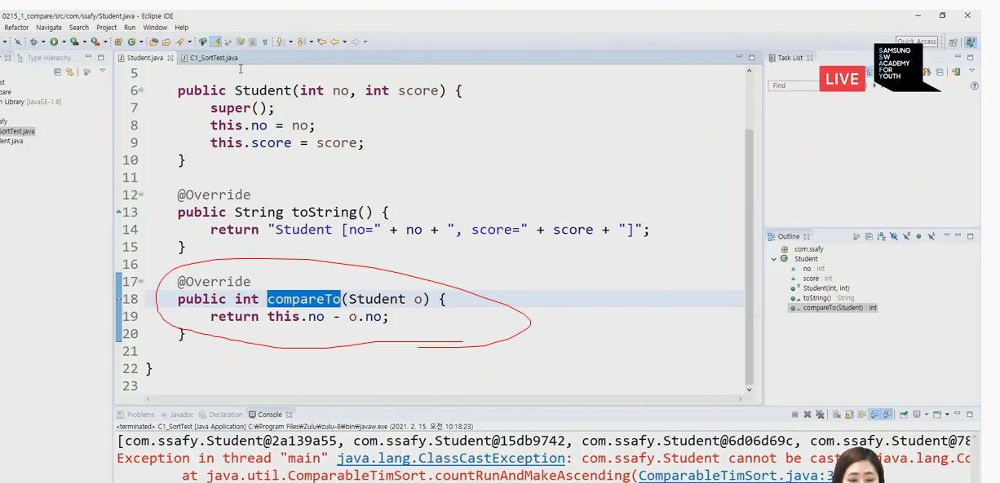 0215_1_compare/src/com/ssafy/Student.java - Eclipse IDE
Refactor Navigate Search Project Run Window Help
Quick Access
Type Hierarchy
Student.java
C1_SortTest.java
Task List
SAMSUNG
SW
ACADEMY
FOR
YOUTH
LIVE
Find
st
pare
n Library [JavaSE-1.8]
afy
SortTest.java
ent.java
5
6 public Student(int no, int score) {
7 super();
8 this.no = no;
9 this.score = score;
10 }
11
12 @Override
13 public String toString() {
14 return "Student [no=" + no + ", score=" + score + "]";
15 }
16
17 @Override
18 public int compareTo(Student o) {
19 return this.no - o.no;
20 }
21
22 }
23
Outline
com.ssafy
Student
no : int
score : int
Student(int, int)
toString() : String
compareTo(Student) : int
Problems Javadoc Declaration Console
<terminated> C1_SortTest [Java Application] C:₩Program Files₩Zulu₩zulu-8₩bin₩javaw.exe (2021. 2. 15. 오전 10:18:23)
[com.ssafy.Student@2a139a55, com.ssafy.Student@15db9742, com.ssafy.Student@6d06d69c, com.ssafy.Student@78
Exception in thread "main" java.lang.ClassCastException: com.ssafy.Student cannot be cast java.lang.Co
at java.util.ComparableTimSort.countRunAndMakeAscending(ComparableTimSort.java:3